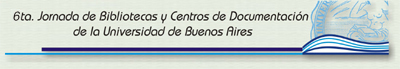 6ta. Jornada de Bibliotecas y Centros de Documentación
de la Universidad de Buenos Aires